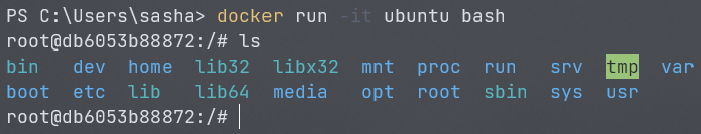 PS C:\Users\sasha> docker run -it ubuntu bash
root@db6053b88872:/# ls
bin dev home lib32 libx32 mnt proc run srv tmp var
boot etc lib lib64 media opt root sbin sys usr
root@db6053b88872:/#